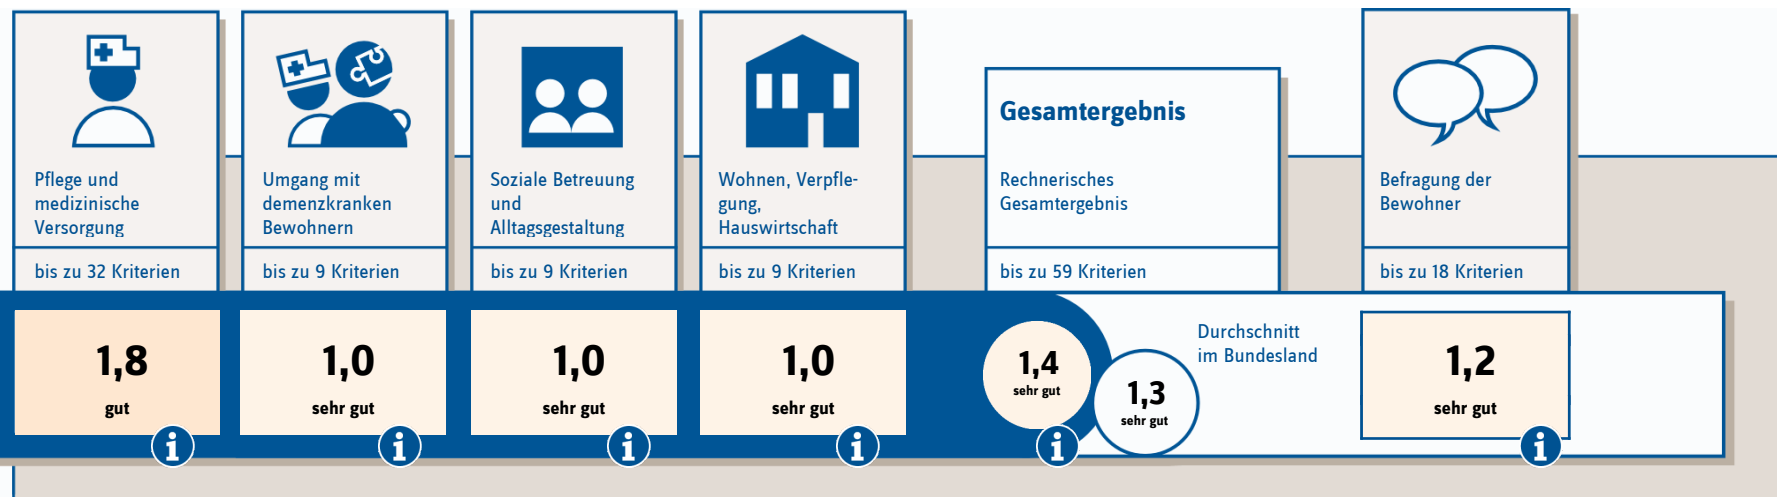 Pflege und
medizinische
Versorgung
bis zu 32 Kriterien
1,8
gut
Umgang mit
demenzkranken
Bewohnern
bis zu 9 Kriterien
1,0
sehr gut
Soziale Betreuung
und
Alltagsgestaltung
bis zu 9 Kriterien
1,0
sehr gut
Wohnen, Verpfle-
gung,
Hauswirtschaft
bis zu 9 Kriterien
1,0
sehr gut
Gesamtergebnis
Rechnerisches
Gesamtergebnis
bis zu 59 Kriterien
1,4
sehr gut
1,3
sehr gut
Durchschnitt
im Bundesland
Befragung der
Bewohner
bis zu 18 Kriterien
1,2
sehr gut